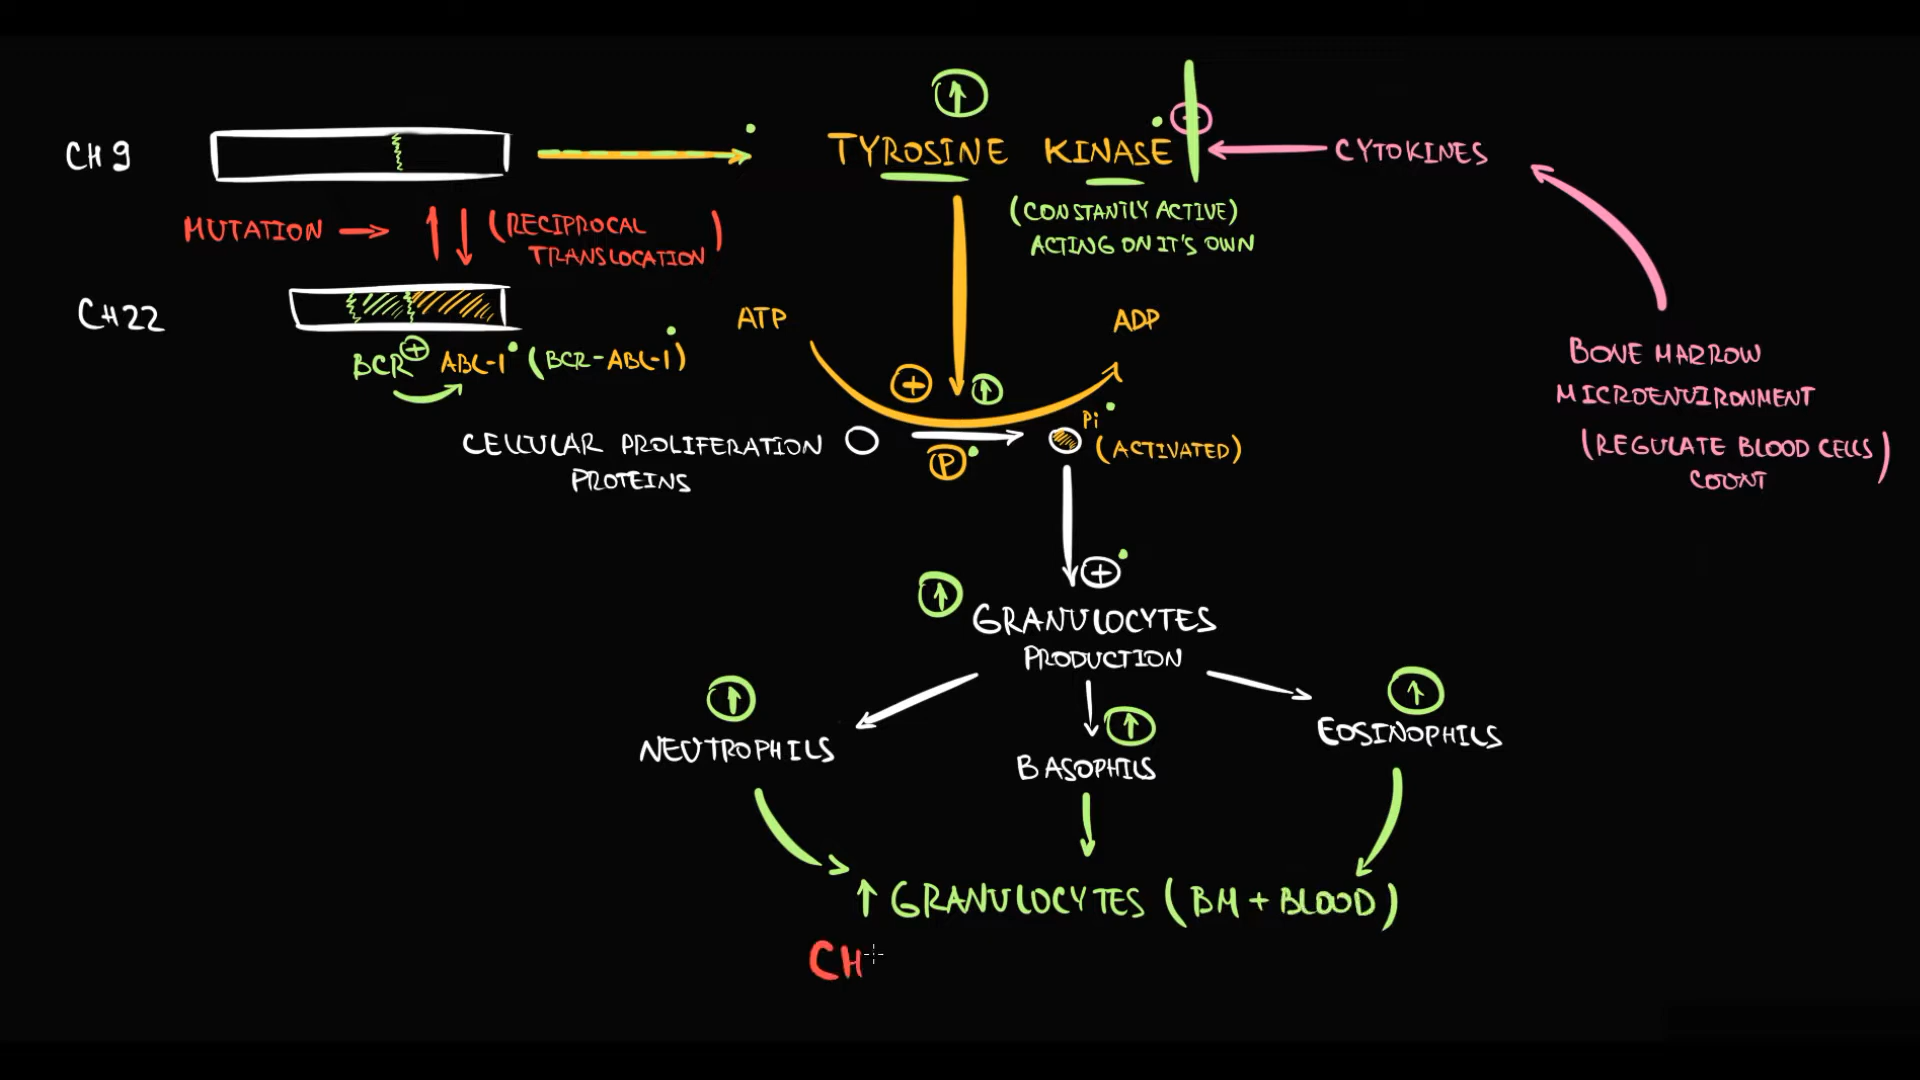 CH 9
TYROSINE KINASE
CYTOKINES
MUTATION
(RECIPROCAL
TRANSLOCATION)
(CONSTANTLY ACTIVE)
ACTING ON IT'S OWN
CH22
ATP
ADP
BCR ABL-1 (BCR-ABL-1)
BONE MARROW
MICROENVIRONMENT
(REGULATE BLOOD CELLS)
COUNT
CELLULAR PROLIFERATION
PROTEINS
P
Pi
(ACTIVATED)
GRANULOCYTES
PRODUCTION
NEUTROPHILS
BASOPHILS
EOSINOPHILS
↑ GRANULOCYTES (BM + BLOOD)
CH